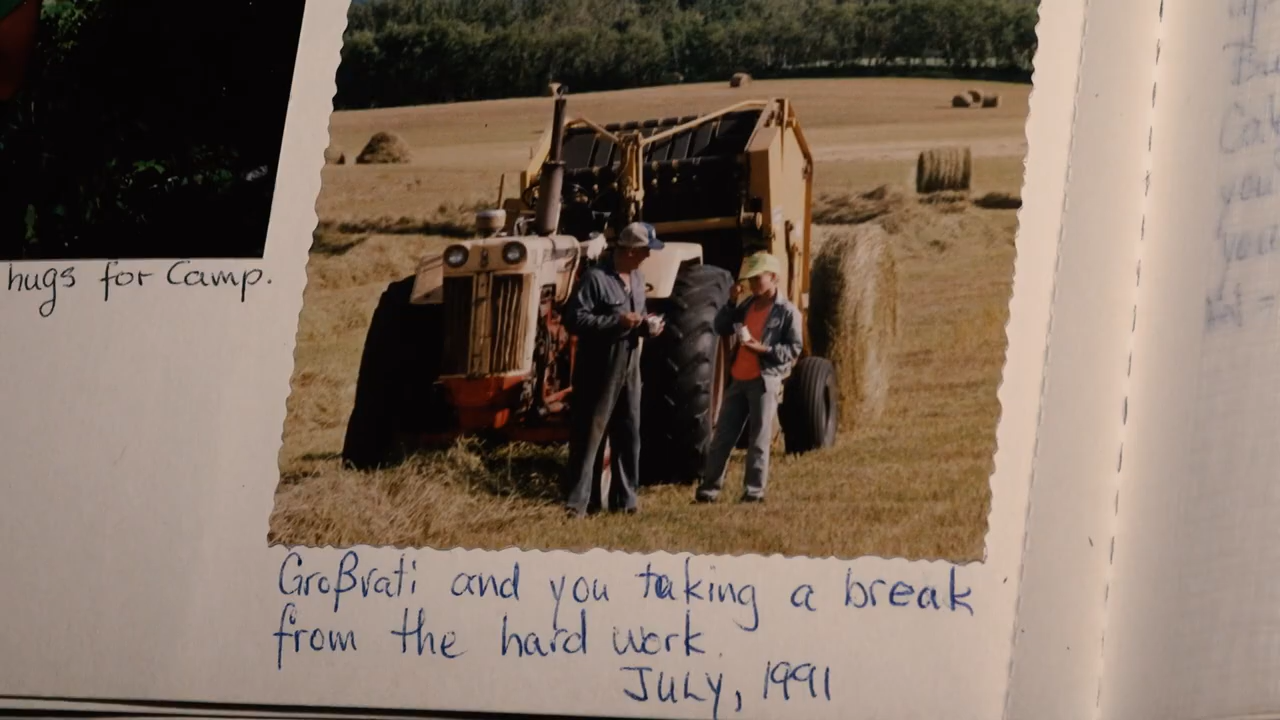 hugs for Camp.
Großvati and you taking a break
from the hard work.
JULY, 1991